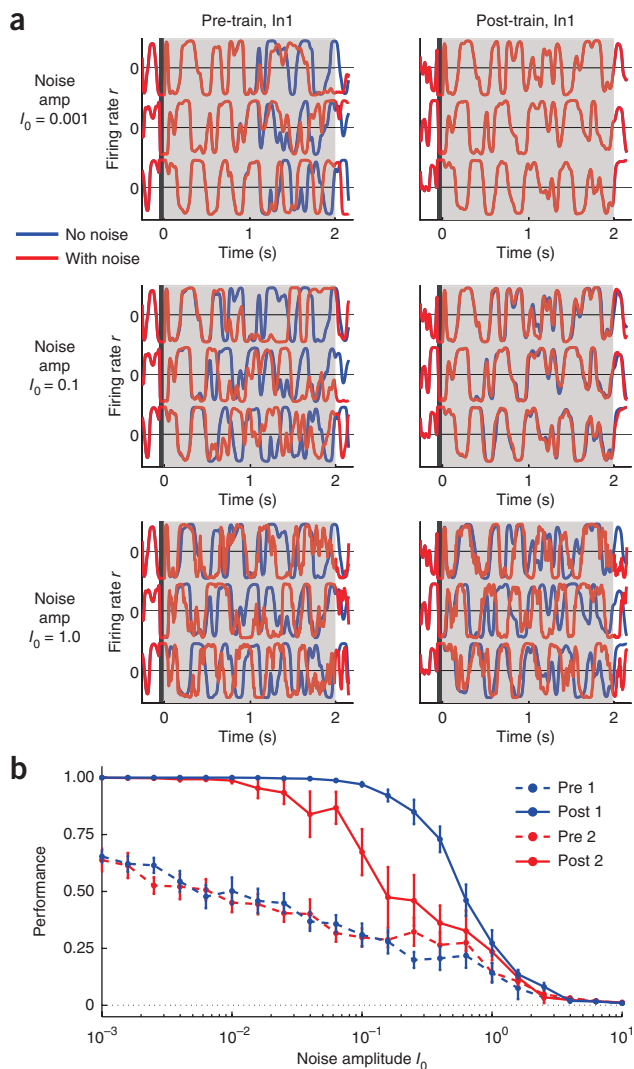 a
Pre-train, In1
Post-train, In1
Noise
amp
I0 = 0.001
Firing rate r
0
0
0
0 1 2
Time (s)
0 1 2
Time (s)
No noise
With noise
Noise
amp
I0 = 0.1
Firing rate r
0
0
0
0 1 2
Time (s)
0 1 2
Time (s)
Noise
amp
I0 = 1.0
Firing rate r
0
0
0
0 1 2
Time (s)
0 1 2
Time (s)
b
Performance
1.00
0.75
0.50
0.25
0
Pre 1
Post 1
Pre 2
Post 2
10−3 10−2 10−1 100 101
Noise amplitude I0